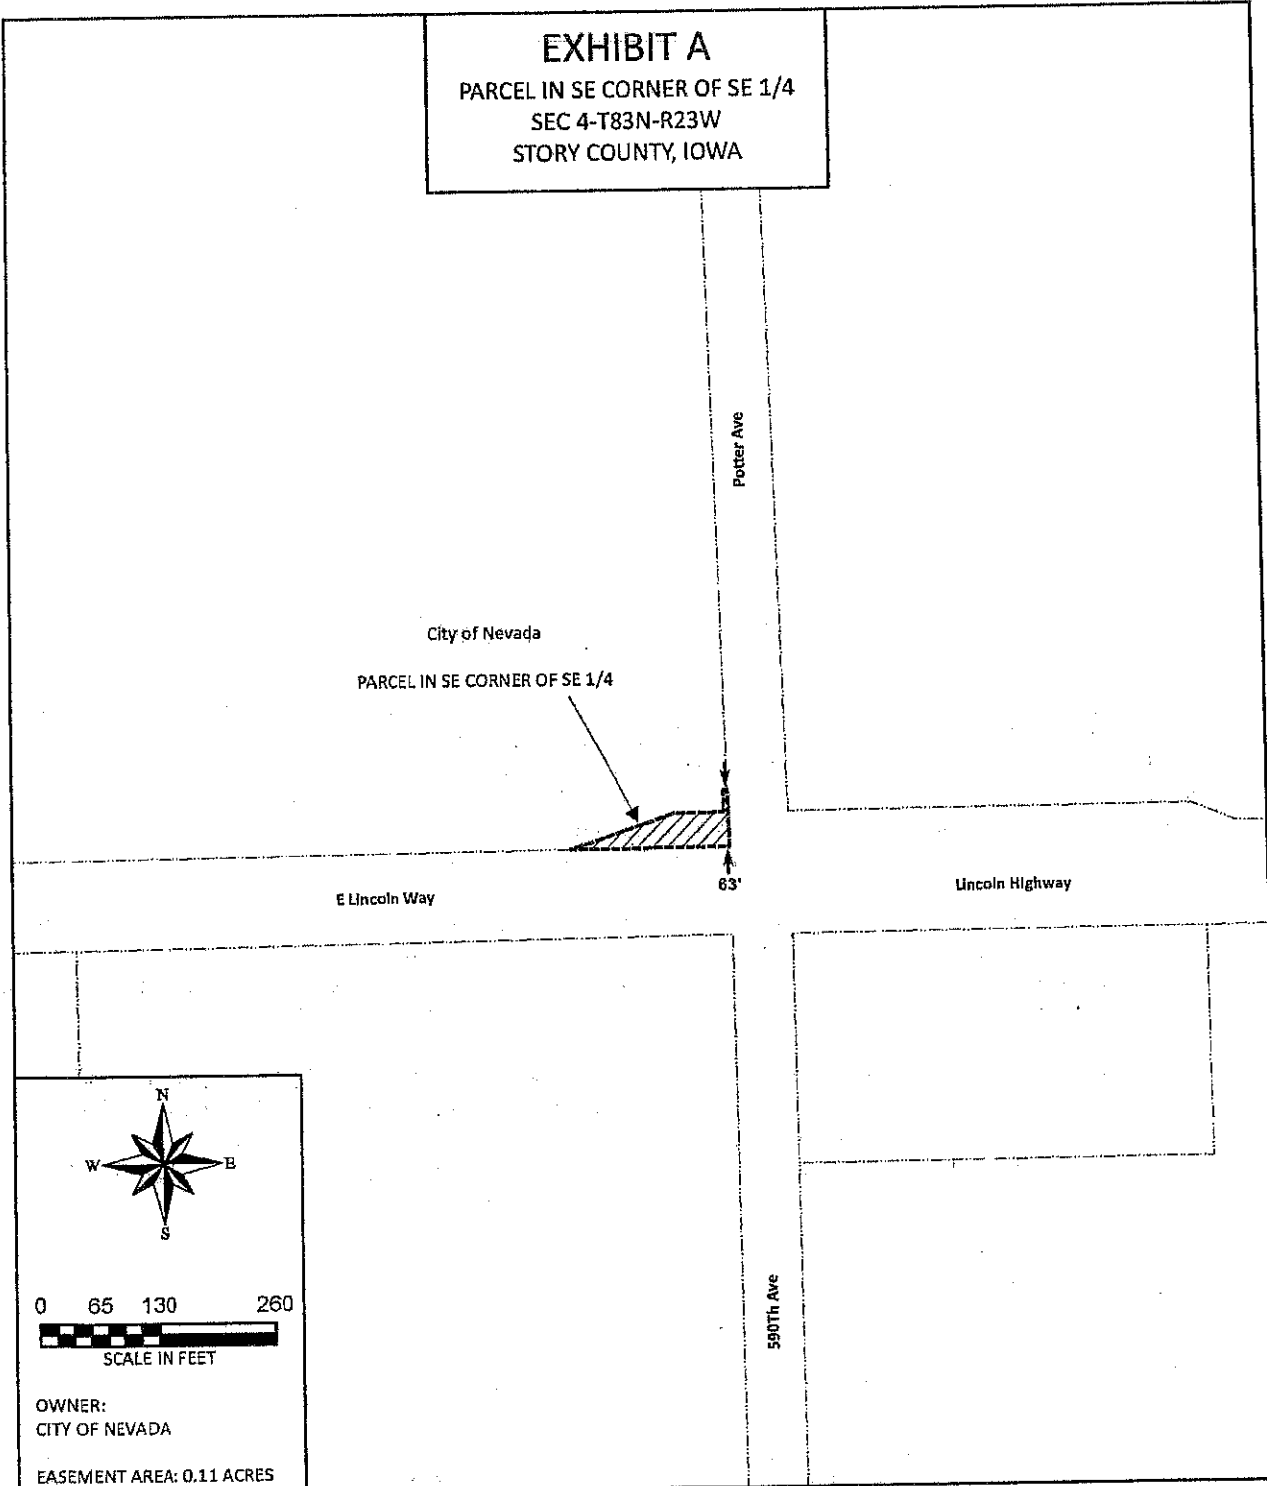 EXHIBIT A
PARCEL IN SE CORNER OF SE 1/4
SEC 4-T83N-R23W
STORY COUNTY, IOWA
Potter Ave
City of Nevada
PARCEL IN SE CORNER OF SE 1/4
63'
E Lincoln Way
Lincoln Highway
590Th Ave
N
W E
S
0 65 130 260
SCALE IN FEET
OWNER:
CITY OF NEVADA
EASEMENT AREA: 0.11 ACRES